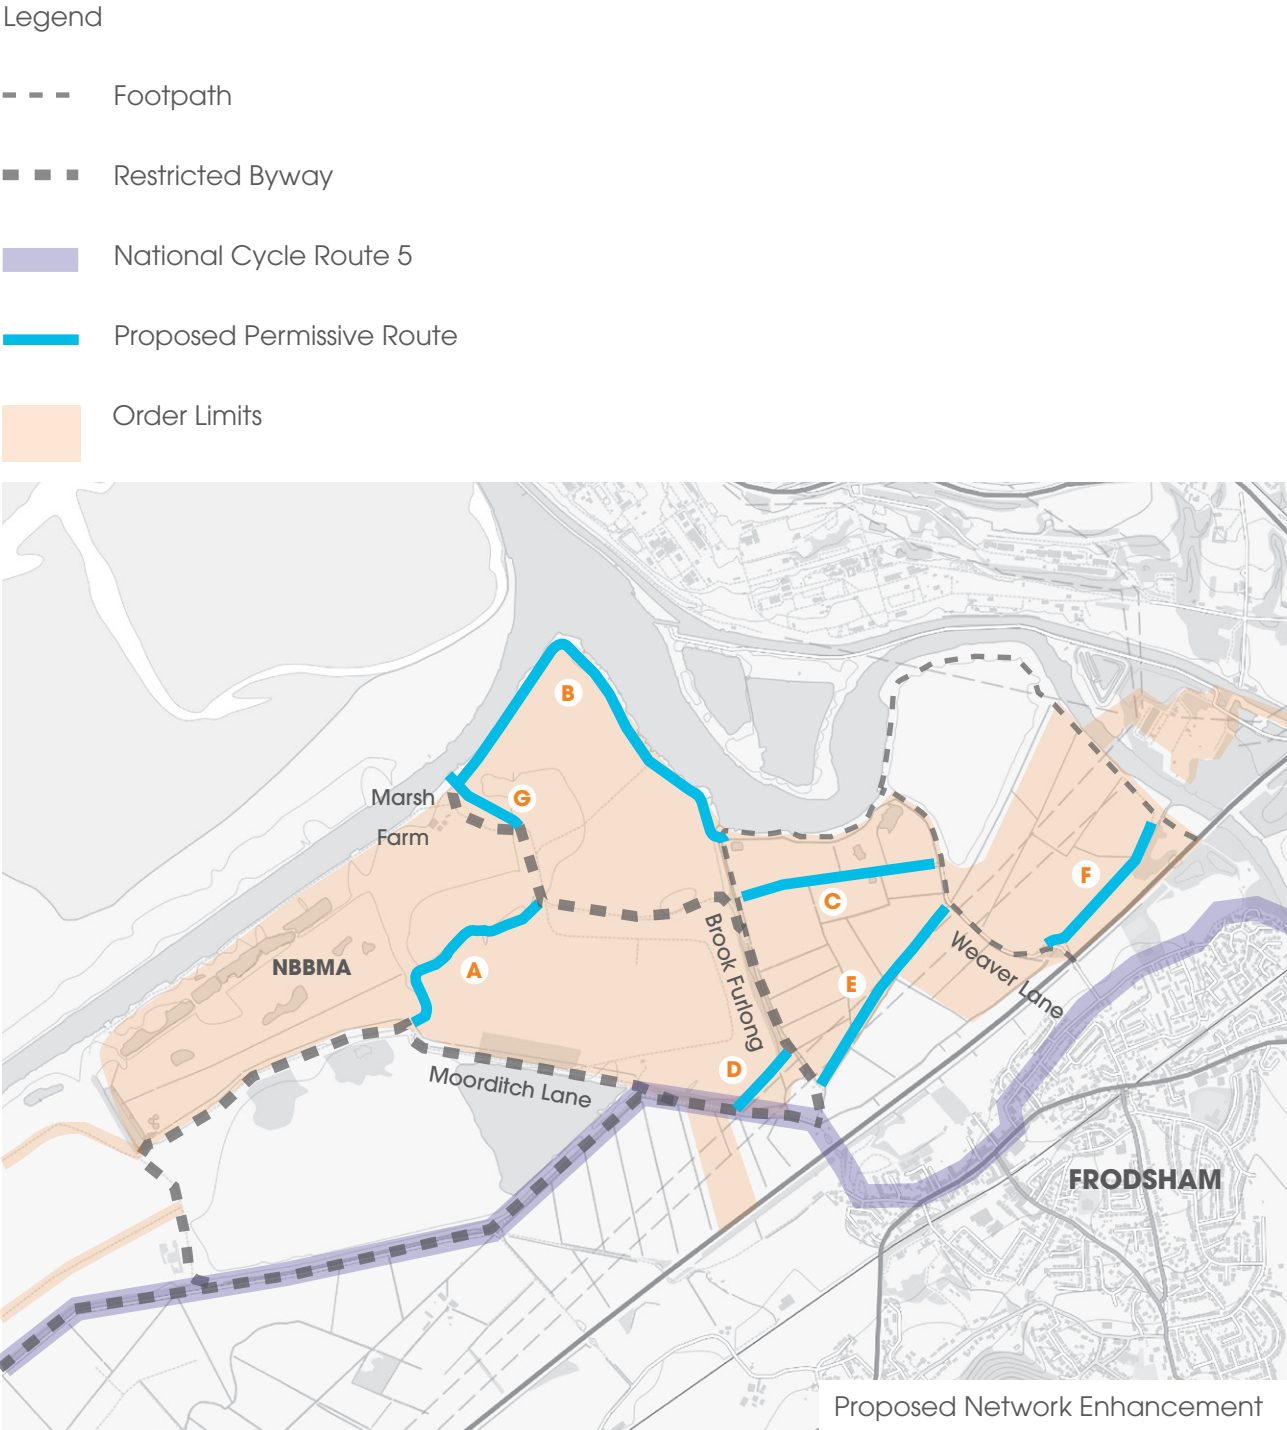 Legend
Footpath
Restricted Byway
National Cycle Route 5
Proposed Permissive Route
Order Limits
B
Marsh
Farm
G
F
C
Brook Furlong
Weaver Lane
NBBMA
A
E
D
Moorditch Lane
FRODSHAM
Proposed Network Enhancement